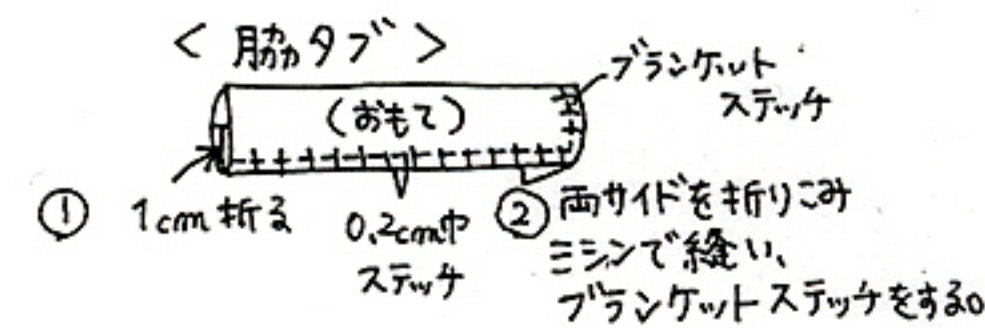 ＜脇タブ＞
ブランケット
ステッチ
（おもて）
① 1cm折る
0.2cm巾
ステッチ
② 両サイドを折りこみ
ミシンで縫い、
ブランケットステッチをする。